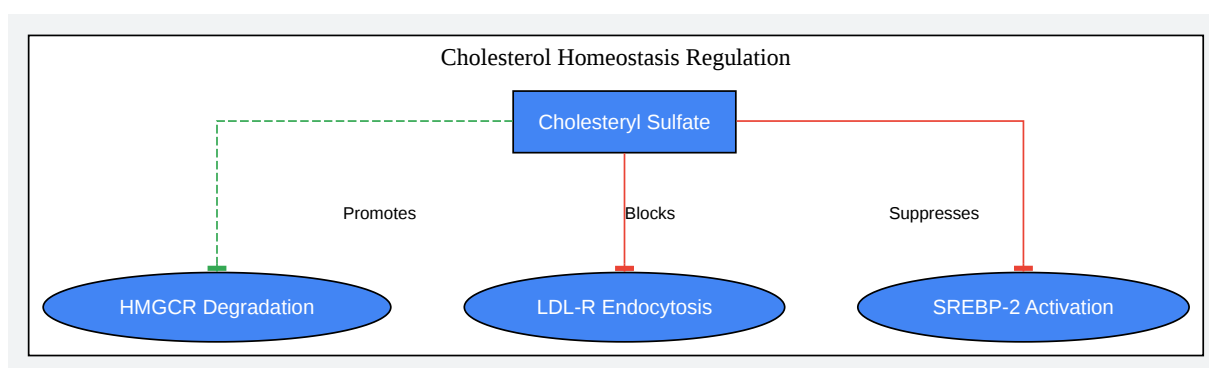 Cholesterol Homeostasis Regulation
Cholesteryl Sulfate
Promotes
Blocks
Suppresses
HMGCR Degradation
LDL-R Endocytosis
SREBP-2 Activation